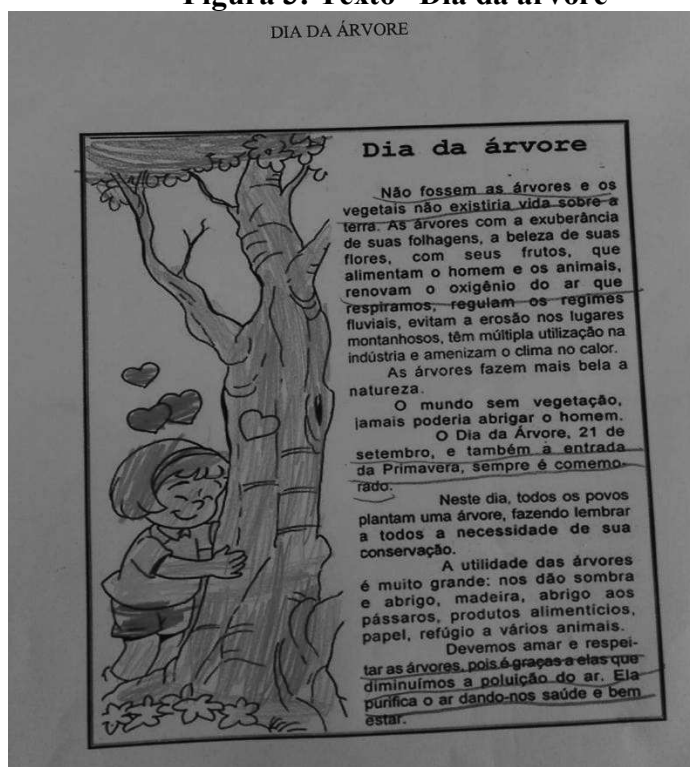 Figura 3: Texto "Dia da árvore"
DIA DA ÁRVORE
Dia da árvore
Não fossem as árvores e os
vegetais não existiria vida sobre a
terra. As árvores com a exuberância
de suas folhagens, a beleza de suas
flores, com seus frutos, que
alimentam o homem e os animais,
renovam o oxigênio do ar que
respiramos, regulam os regimes
fluviais, evitam a erosão nos lugares
montanhosos, têm múltipla utilização na
indústria e amenizam o clima no calor.
As árvores fazem mais bela a
natureza.
O mundo sem vegetação,
jamais poderia abrigar o homem.
O Dia da Árvore, 21 de
setembro, e também a entrada
da Primavera, sempre é comemo-
rado.
Neste dia, todos os povos
plantam uma árvore, fazendo lembrar
a todos a necessidade de sua
conservação.
A utilidade das árvores
é muito grande: nos dão sombra
e abrigo, madeira, abrigo aos
pássaros, produtos alimentícios,
papel, refúgio a vários animais.
Devemos amar e respei-
tar as árvores, pois é graças a elas que
diminuímos a poluição do ar. Ela
purifica o ar dando-nos saúde e bem
estar.